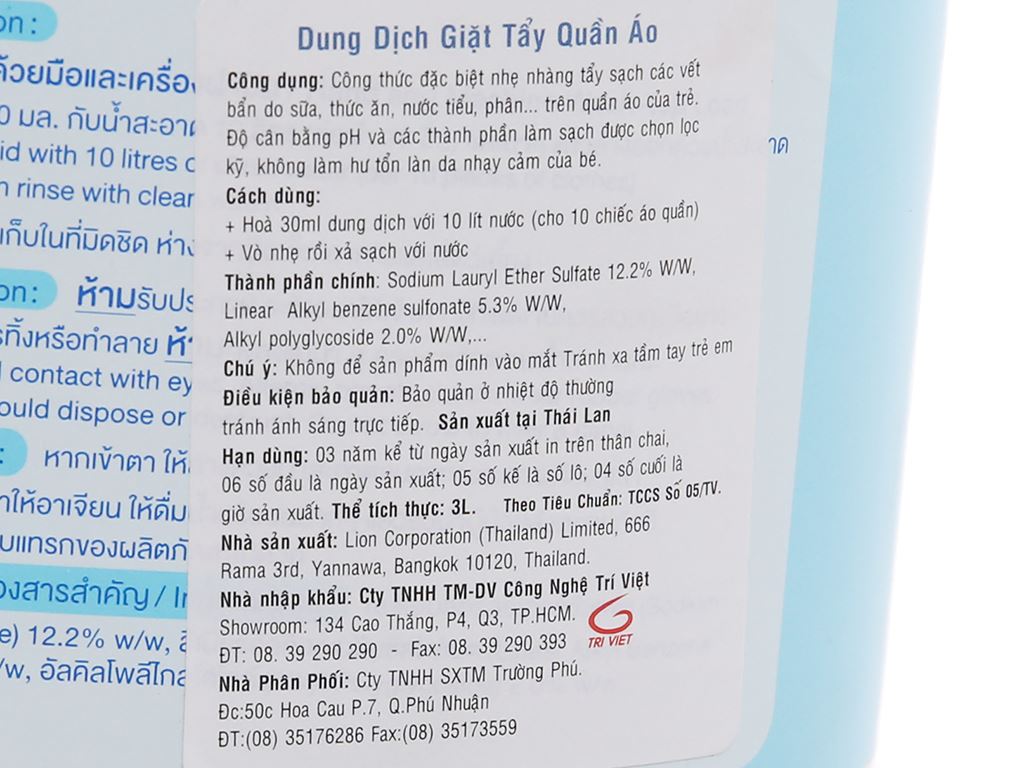 Dung Dịch Giặt Tẩy Quần Áo
Công dụng: Công thức đặc biệt nhẹ nhàng tẩy sạch các vết
bẩn do sữa, thức ăn, nước tiểu, phân... trên quần áo của trẻ.
Độ cân bằng pH và các thành phần làm sạch được chọn lọc
kỹ, không làm hư tổn làn da nhạy cảm của bé.
Cách dùng:
+ Hoà 30ml dung dịch với 10 lít nước (cho 10 chiếc áo quần)
+ Vò nhẹ rồi xả sạch với nước
Thành phần chính: Sodium Lauryl Ether Sulfate 12.2% W/W,
Linear Alkyl benzene sulfonate 5.3% W/W,
Alkyl polyglycoside 2.0% W/W,...
Chú ý: Không để sản phẩm dính vào mắt Tránh xa tầm tay trẻ em
Điều kiện bảo quản: Bảo quản ở nhiệt độ thường
tránh ánh sáng trực tiếp. Sản xuất tại Thái Lan
Hạn dùng: 03 năm kể từ ngày sản xuất in trên thân chai,
06 số đầu là ngày sản xuất; 05 số kế là số lô; 04 số cuối là
giờ sản xuất. Thể tích thực: 3L. Theo Tiêu Chuẩn: TCCS Số 05/TV.
Nhà sản xuất: Lion Corporation (Thailand) Limited, 666
Rama 3rd, Yannawa, Bangkok 10120, Thailand.
Nhà nhập khẩu: Cty TNHH TM-DV Công Nghệ Trí Việt
Showroom: 134 Cao Thắng, P4, Q3, TP.HCM.
ĐT: 08. 39 290 290 - Fax: 08. 39 290 393
TRI VIET
Nhà Phân Phối: Cty TNHH SXTM Trường Phú.
Đc:50c Hoa Cau P.7, Q.Phú Nhuận
ĐT:(08) 35176286 Fax:(08) 35173559
on :
ด้วยมือและเครื่อง
0 มล. กับน้ำสะอาด
id with 10 litres
n rinse with clean
เก็บในที่มิดชิด ห่าง
on: ห้ามรับประ
รทิ้งหรือทำลาย ห้
contact with ey
ould dispose or
: หากเข้าตา ให้
าให้อาเจียน ให้ดื่ม
บแทรกของผลิตภั
องสารสำคัญ / In
e) 12.2% w/w,
/w, อัลคิลโพลีไกล
าด